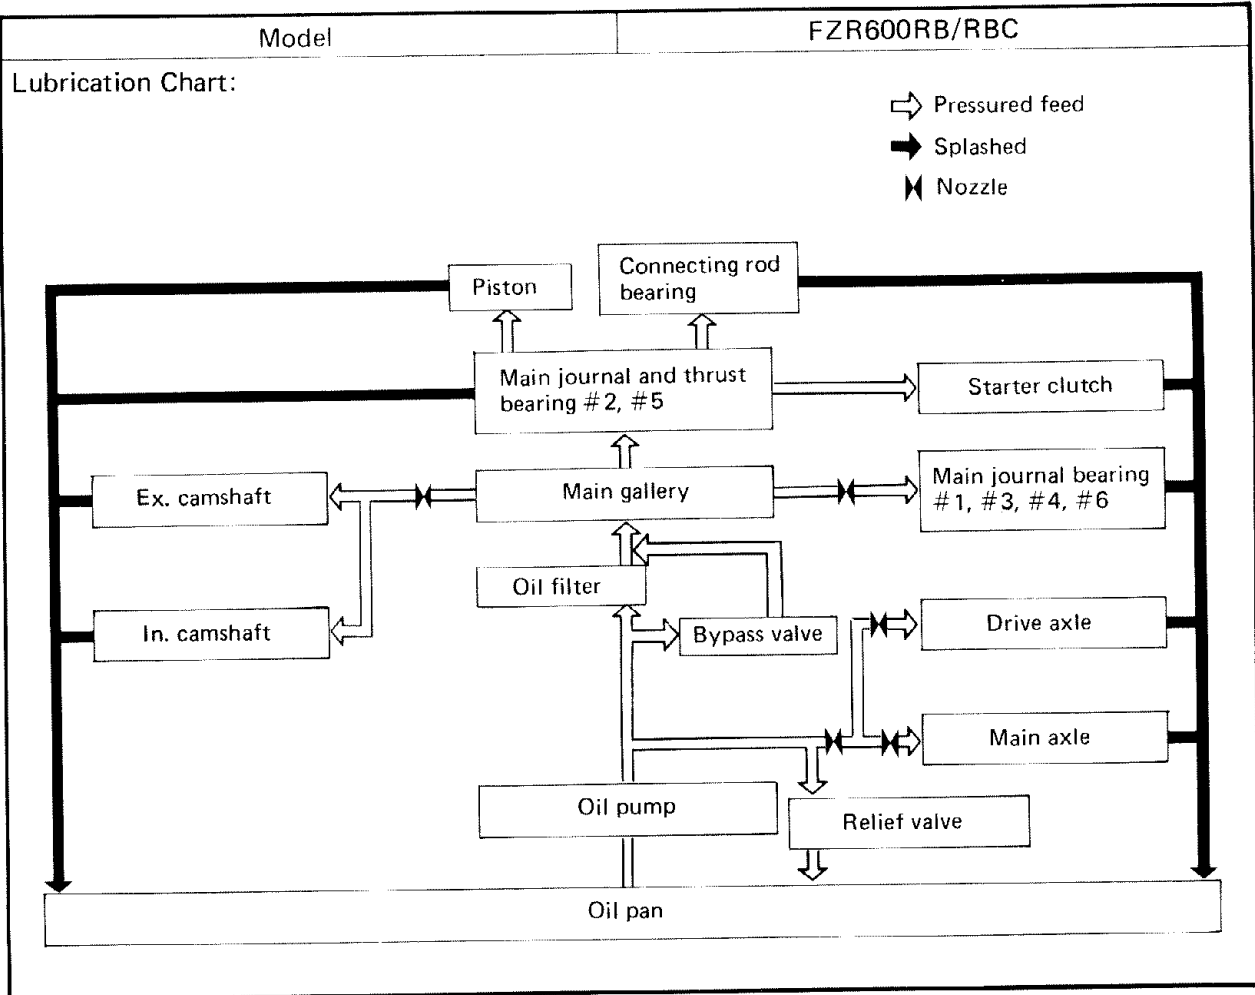 Model
FZR600RB/RBC
Lubrication Chart:
Pressured feed
Splashed
Nozzle
Piston
Connecting rod
bearing
Main journal and thrust
bearing #2, #5
Starter clutch
Ex. camshaft
Main gallery
Main journal bearing
#1, #3, #4, #6
Oil filter
In. camshaft
Bypass valve
Drive axle
Main axle
Oil pump
Relief valve
Oil pan